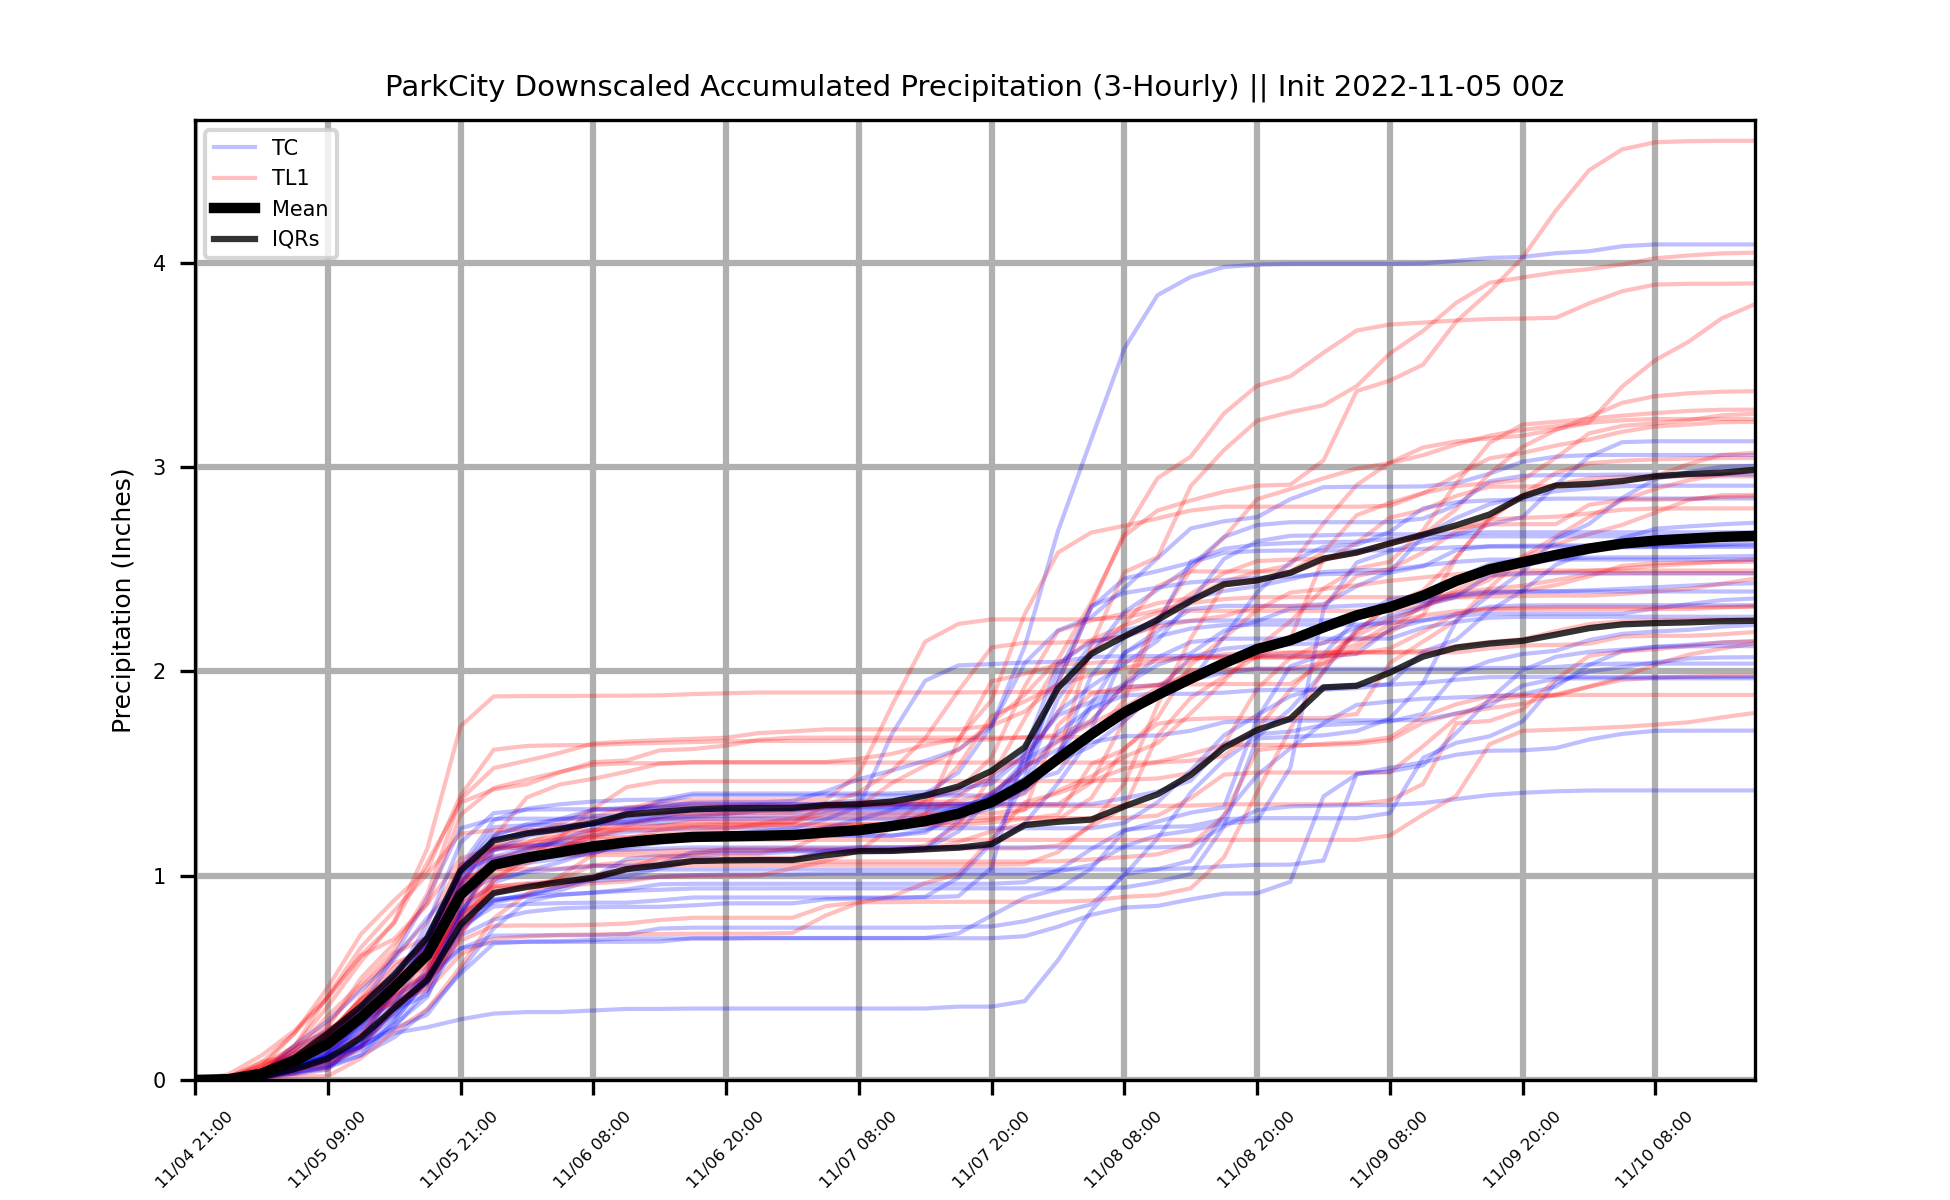 ParkCity Downscaled Accumulated Precipitation (3-Hourly) || Init 2022-11-05 00z
TC
TL1
Mean
IQRs
Precipitation (Inches)
4
3
2
1
0
11/04 21:00
11/05 09:00
11/05 21:00
11/06 08:00
11/06 20:00
11/07 08:00
11/07 20:00
11/08 08:00
11/08 20:00
11/09 08:00
11/09 20:00
11/10 08:00